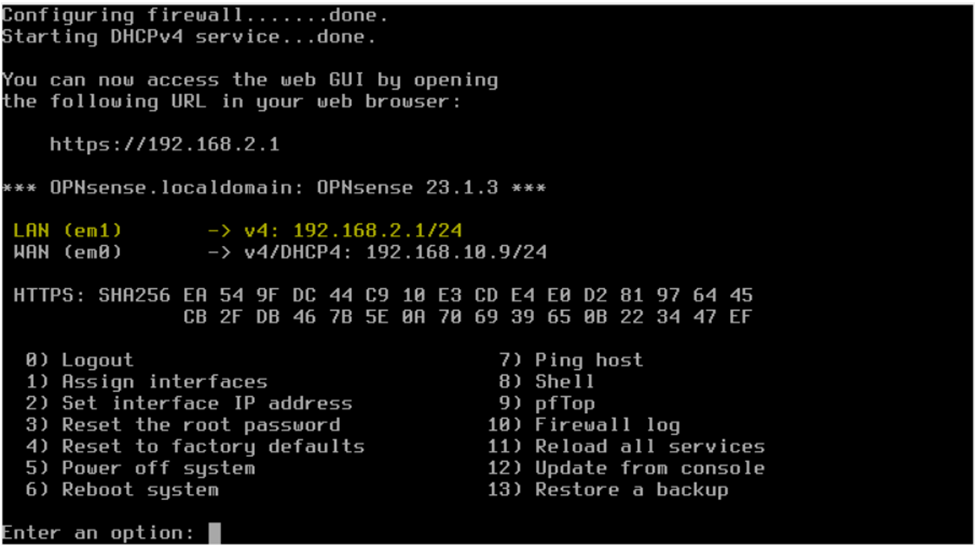 Configuring firewall.......done.
Starting DHCPv4 service...done.
You can now access the web GUI by opening
the following URL in your web browser:
https://192.168.2.1
*** OPNsense.localdomain: OPNsense 23.1.3 ***
LAN (em1) -> v4: 192.168.2.1/24
WAN (em0) -> v4/DHCP4: 192.168.10.9/24
HTTPS: SHA256 EA 54 9F DC 44 C9 10 E3 CD E4 E0 D2 81 97 64 45
CB 2F DB 46 7B 5E 0A 70 69 39 65 0B 22 34 47 EF
0) Logout 7) Ping host
1) Assign interfaces 8) Shell
2) Set interface IP address 9) pfTop
3) Reset the root password 10) Firewall log
4) Reset to factory defaults 11) Reload all services
5) Power off system 12) Update from console
6) Reboot system 13) Restore a backup
Enter an option: